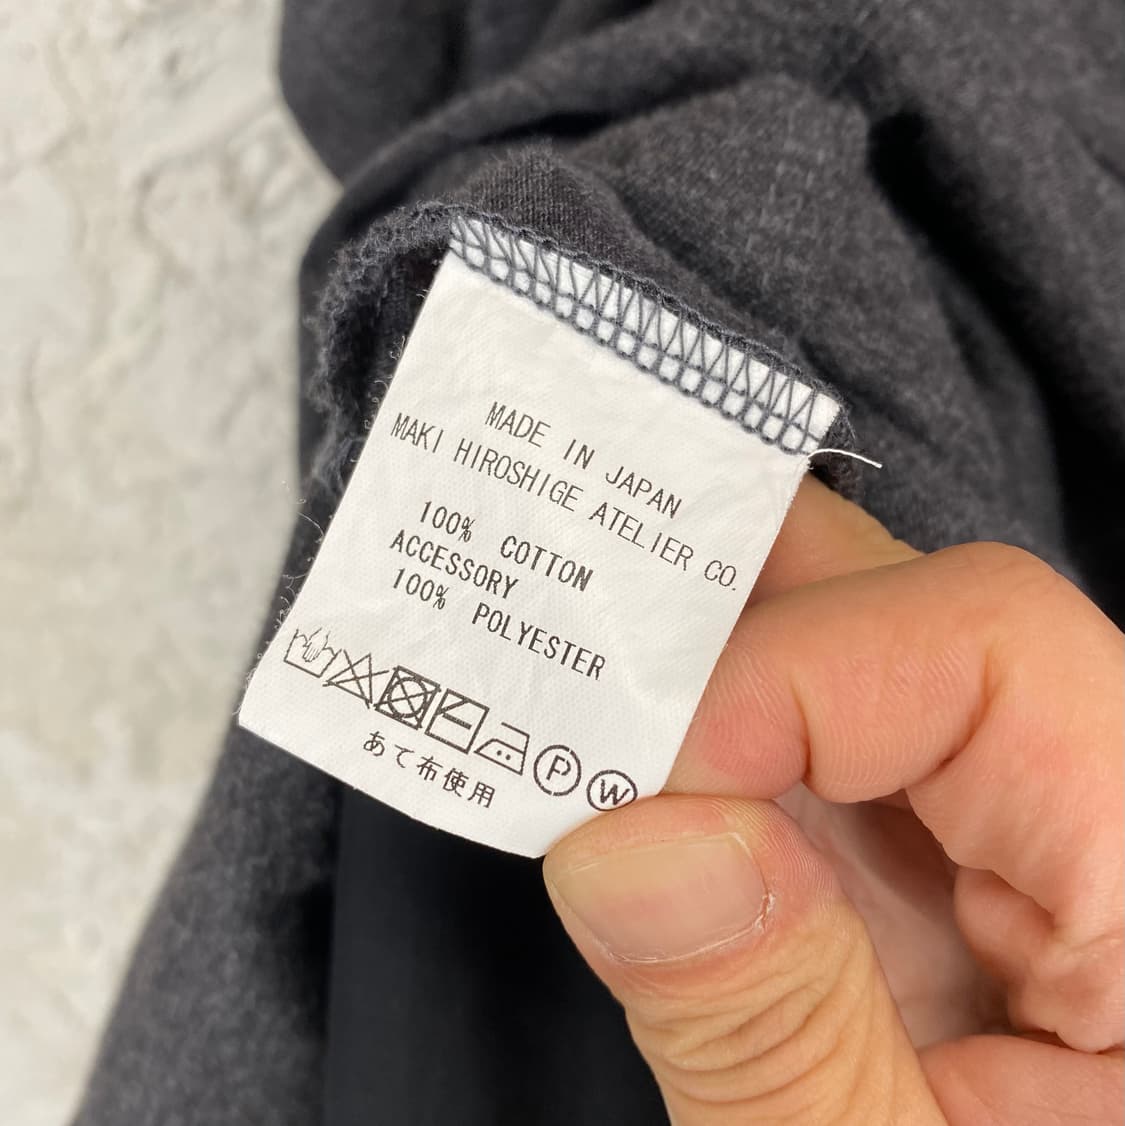 MADE IN JAPAN
MAKI HIROSHIGE ATELIER CO.
100% COTTON
ACCESSORY
100% POLYESTER
P W
あて布使用